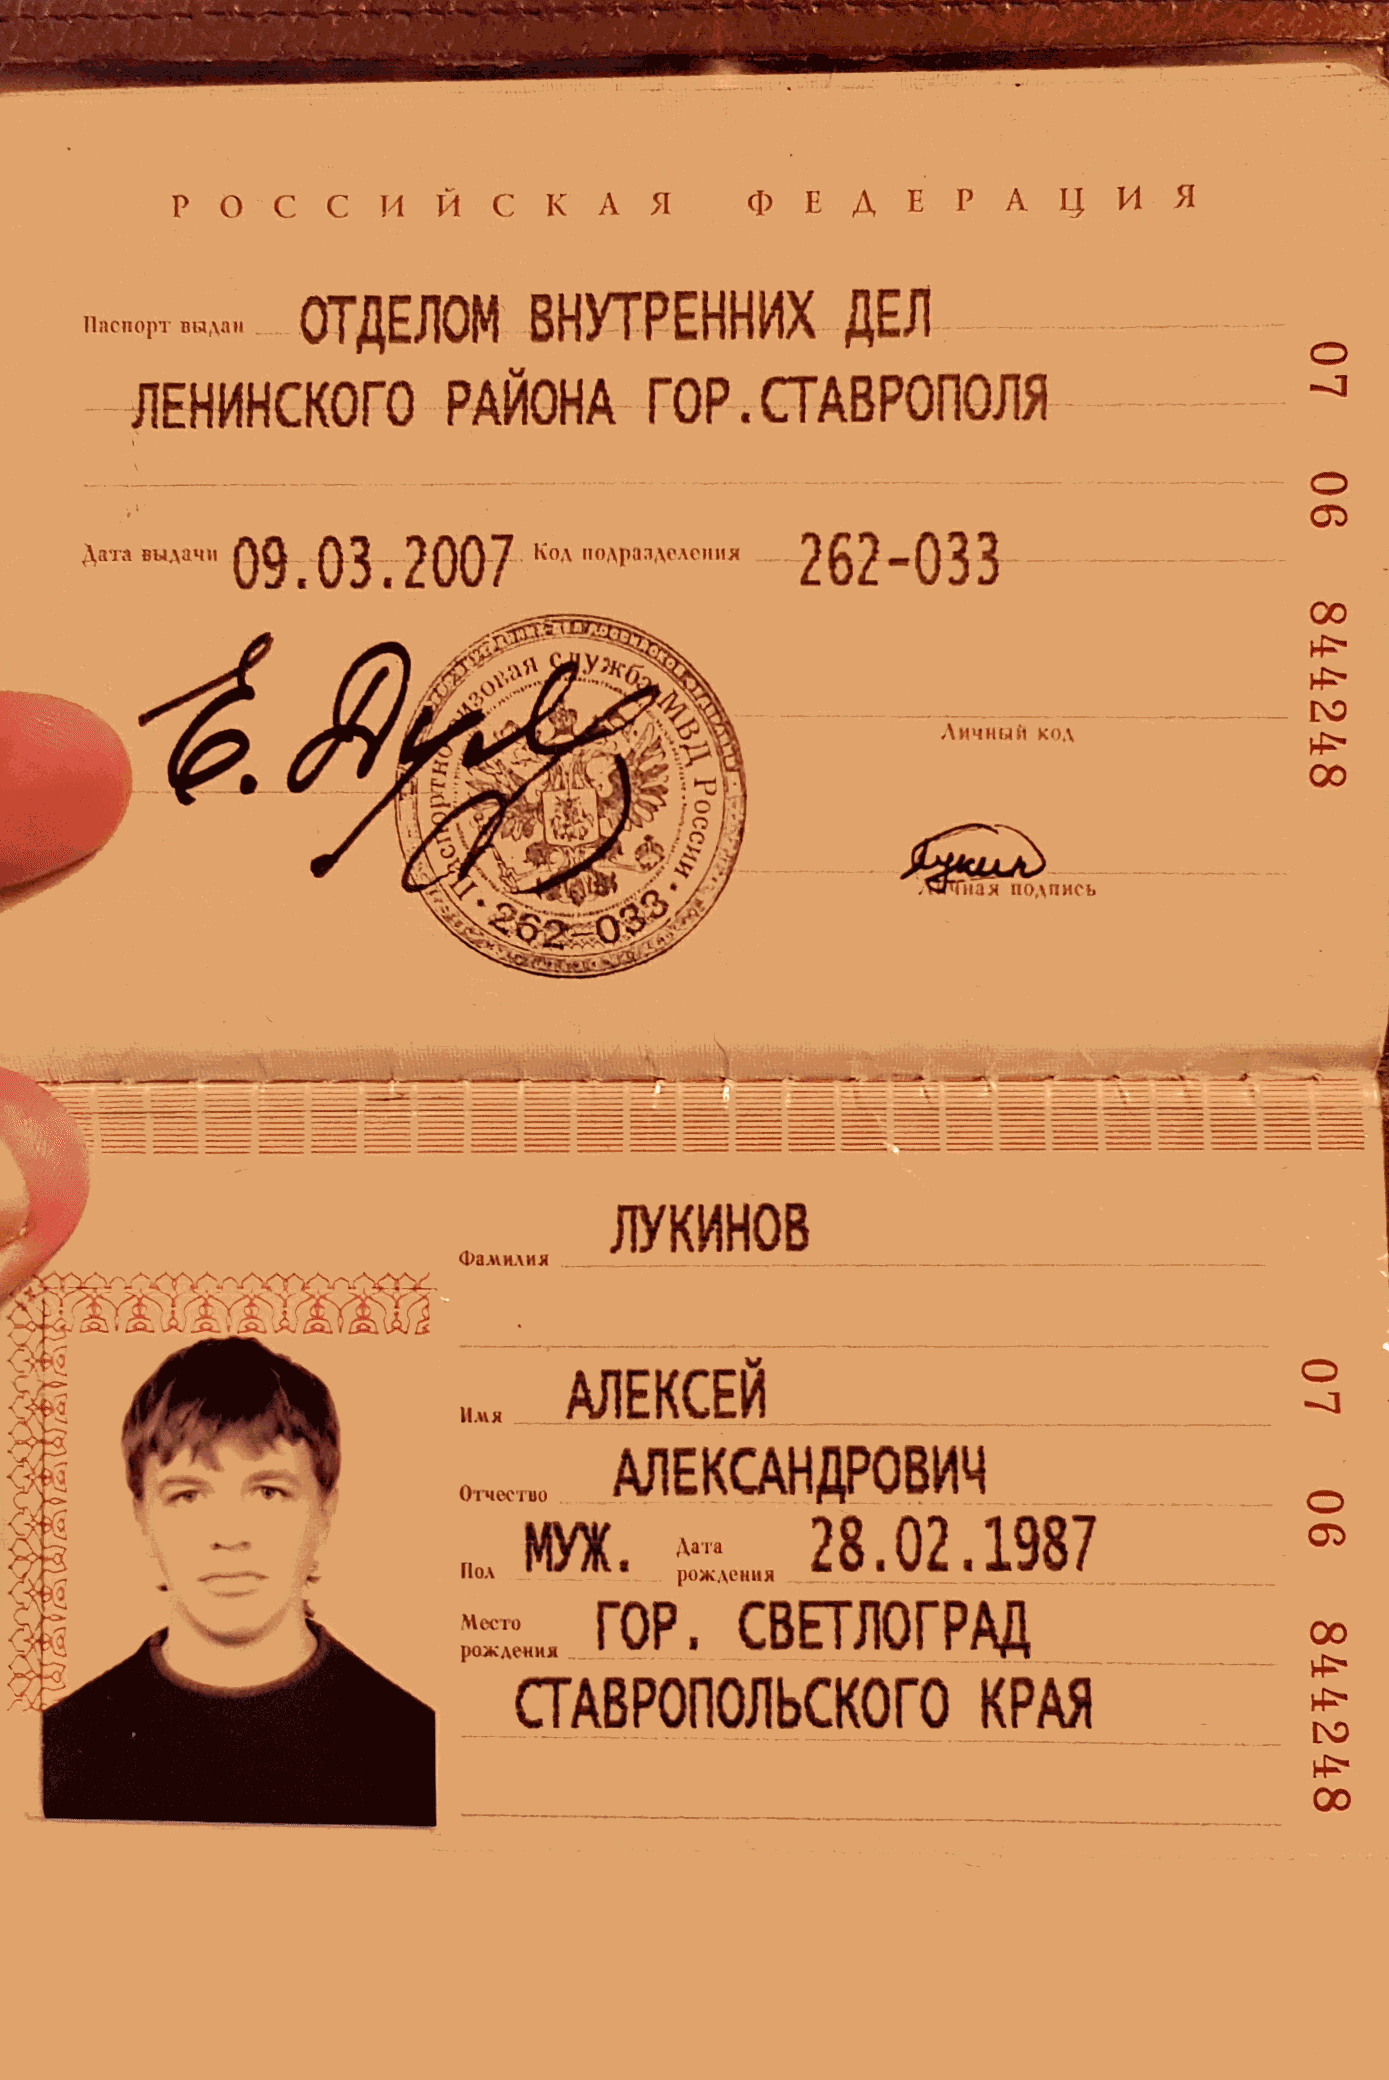 РОССИЙСКАЯ ФЕДЕРАЦИЯ
Паспорт выдан ОТДЕЛОМ ВНУТРЕННИХ ДЕЛ
ЛЕНИНСКОГО РАЙОНА ГОР.СТАВРОПОЛЯ
Дата выдачи 09.03.2007 Код подразделения 262-033
07 06 844248
Паспортно-визовая служба МВД России
262-033
Личный код
Личная подпись
Фамилия ЛУКИНОВ
Имя АЛЕКСЕЙ
Отчество АЛЕКСАНДРОВИЧ
Пол МУЖ. Дата рождения 28.02.1987
Место рождения ГОР. СВЕТЛОГРАД
СТАВРОПОЛЬСКОГО КРАЯ
07 06 844248